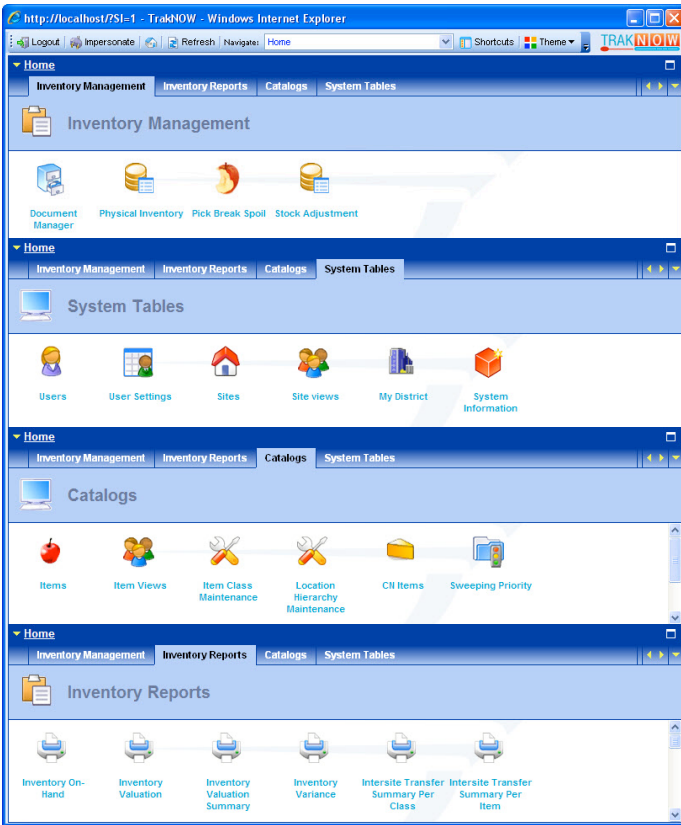 http://localhost/?SI=1 - TrakNOW - Windows Internet Explorer
Logout Impersonate Refresh Navigate: Home Shortcuts Theme TRAKNOW
Home
Inventory Management Inventory Reports Catalogs System Tables
Inventory Management
Document Manager Physical Inventory Pick Break Spoil Stock Adjustment
Home
Inventory Management Inventory Reports Catalogs System Tables
System Tables
Users User Settings Sites Site views My District System Information
Home
Inventory Management Inventory Reports Catalogs System Tables
Catalogs
Items Item Views Item Class Maintenance Location Hierarchy Maintenance CN Items Sweeping Priority
Home
Inventory Management Inventory Reports Catalogs System Tables
Inventory Reports
Inventory On-Hand Inventory Valuation Inventory Valuation Summary Inventory Variance Intersite Transfer Summary Per Class Intersite Transfer Summary Per Item